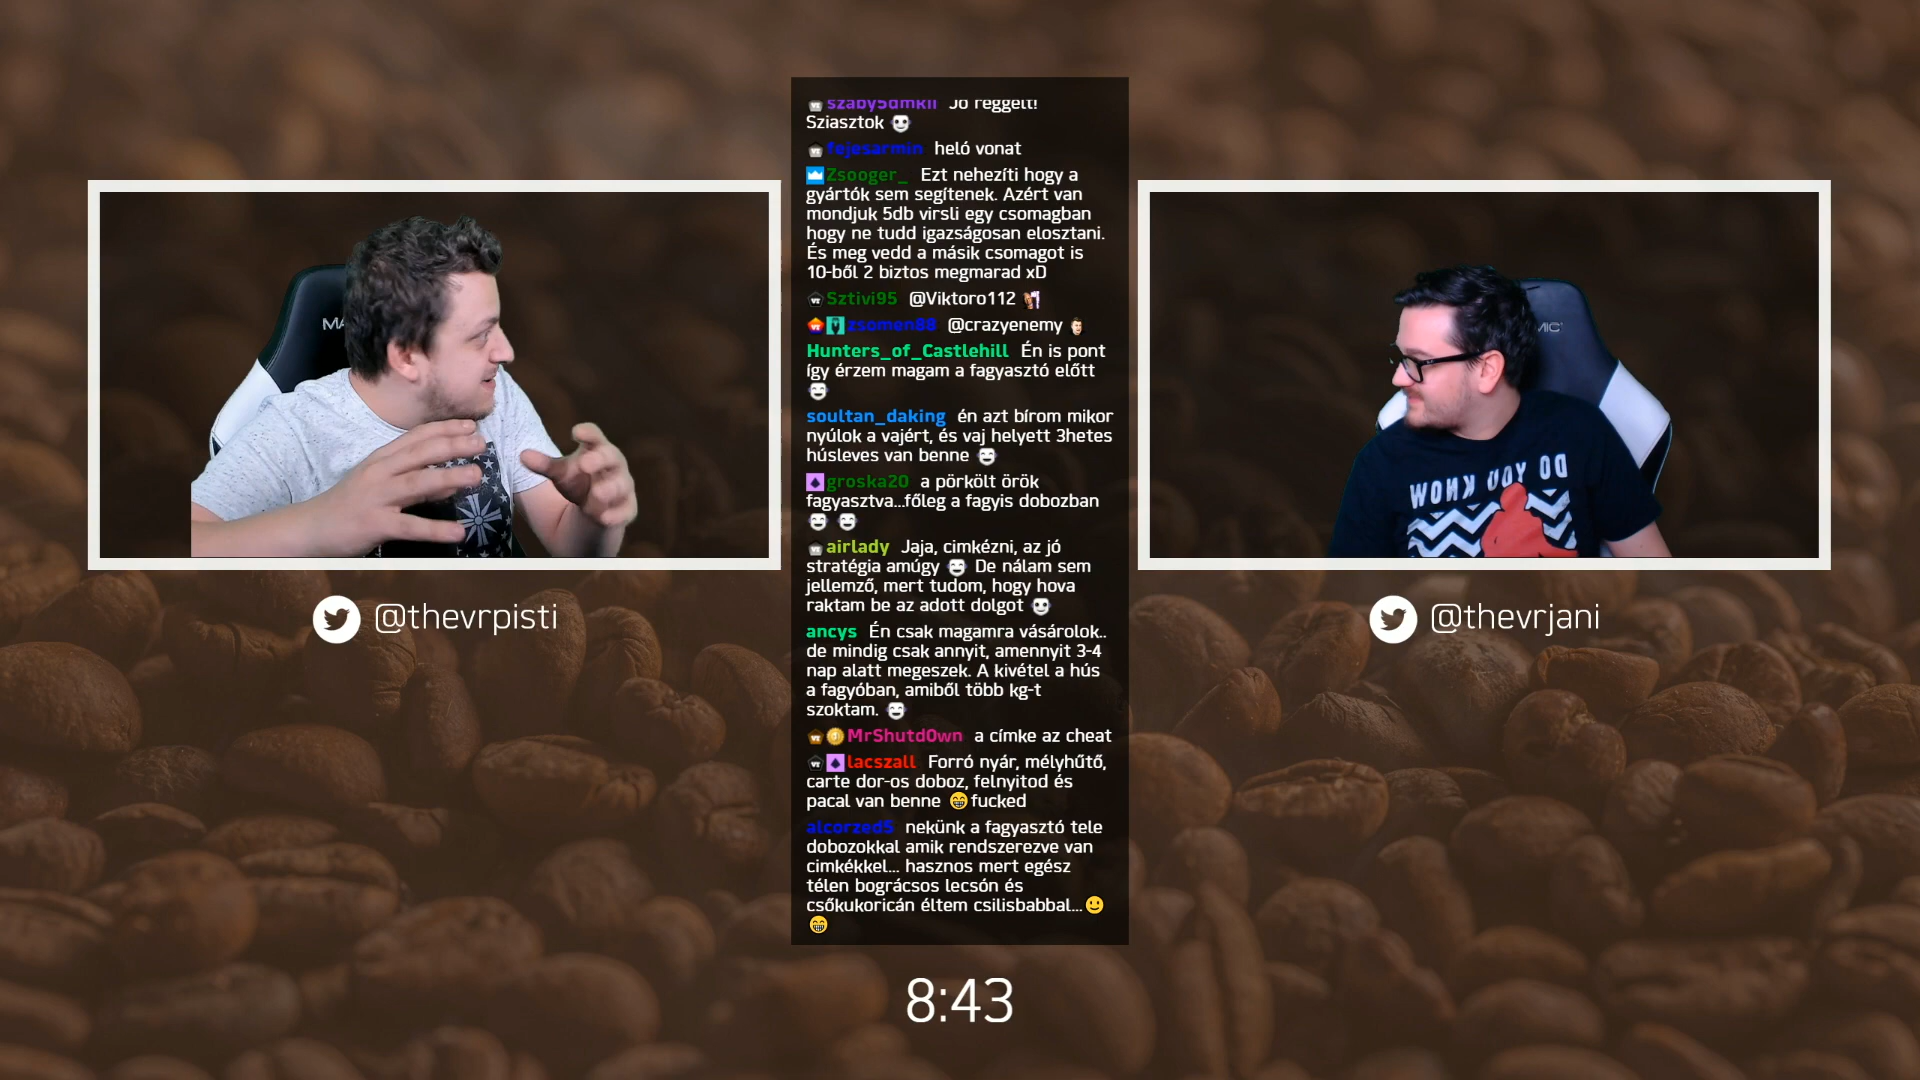 szaby5dmkii Jó reggelt!
Sziasztok
fejesarmin heló vonat
Zsooger_ Ezt nehezíti hogy a
gyártók sem segítenek. Azért van
mondjuk 5db virsli egy csomagban
hogy ne tudd igazságosan elosztani.
És meg vedd a másik csomagot is
10-ből 2 biztos megmarad xD
Sztivi95 @Viktoro112
zsomen88 @crazyenemy
Hunters_of_Castlehill Én is pont
így érzem magam a fagyasztó előtt
soultan_daking én azt bírom mikor
nyúlok a vajért, és vaj helyett 3hetes
húsleves van benne
groska20 a pörkölt örök
fagyasztva...főleg a fagyis dobozban
airlady Jaja, cimkézni, az jó
stratégia amúgy De nálam sem
jellemző, mert tudom, hogy hova
raktam be az adott dolgot
ancys Én csak magamra vásárolok..
de mindig csak annyit, amennyit 3-4
nap alatt megeszek. A kivétel a hús
a fagyóban, amiből több kg-t
szoktam.
MrShutd0wn a címke az cheat
lacszall Forró nyár, mélyhűtő,
carte dor-os doboz, felnyitod és
pacal van benne 😁 fucked
alcorzed5 nekünk a fagyasztó tele
dobozokkal amik rendszerezve van
cimkékkel... hasznos mert egész
télen bográcsos lecsón és
csőkukoricán éltem csilisbabbal...🙂
😁
8:43
@thevrpisti
@thevrjani
DO YOU
KNOW